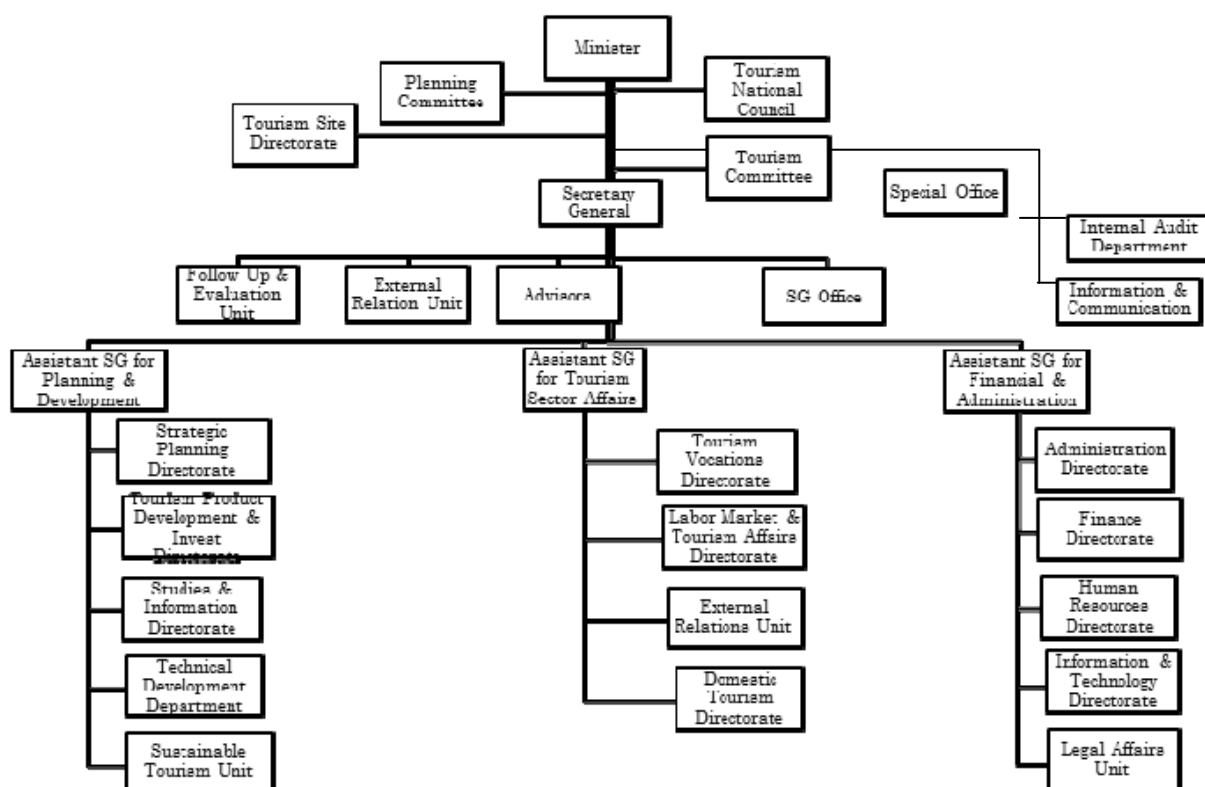 Minister
Planning
Committee
Tourism
National
Council
Tourism Site
Directorate
Tourism
Committee
Special Office
Secretary
General
Internal Audit
Department
Follow Up &
Evaluation
Unit
External
Relation Unit
Advisors
SG Office
Information &
Communication
Assistant SG for
Planning &
Development
Assistant SG
for Tourism
Sector Affairs
Assistant SG for
Financial &
Administration
Strategic
Planning
Directorate
Tourism Product
Development &
Invest
Directorate
Studies &
Information
Directorate
Technical
Development
Department
Sustainable
Tourism Unit
Tourism
Vocations
Directorate
Labor Market &
Tourism Affairs
Directorate
External
Relations Unit
Domestic
Tourism
Directorate
Administration
Directorate
Finance
Directorate
Human
Resources
Directorate
Information &
Technology
Directorate
Legal Affairs
Unit